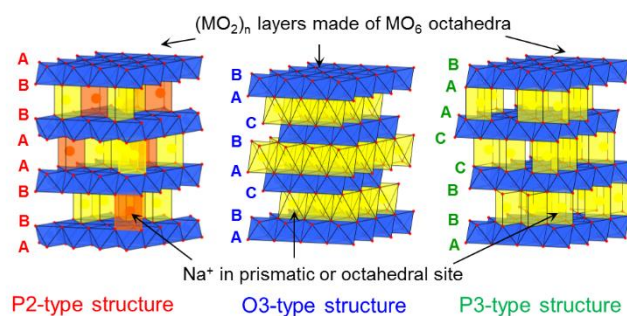 (MO₂)ₙ layers made of MO₆ octahedra
A
B
B
A
A
B
B
A
B
A
C
B
A
C
B
A
B
A
A
C
C
B
B
A
Na⁺ in prismatic or octahedral site
P2-type structure
O3-type structure
P3-type structure